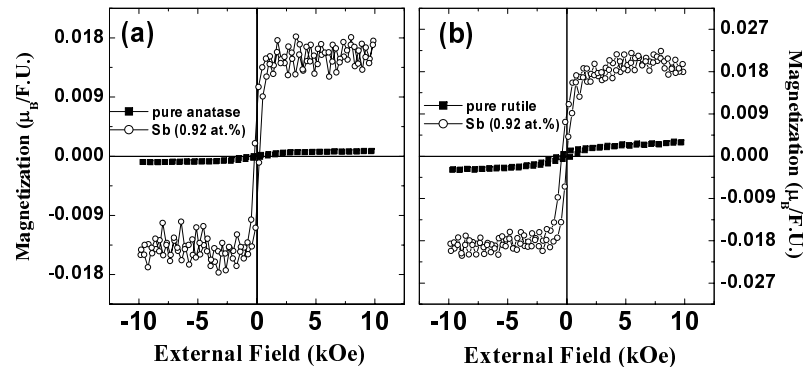 (a)
0.018
0.009
0.000
-0.009
-0.018
Magnetization (μB/F.U.)
pure anatase
Sb (0.92 at.%)
-10 -5 0 5 10
External Field (kOe)
(b)
0.027
0.018
0.009
0.000
-0.009
-0.018
-0.027
Magnetization (μB/F.U.)
pure rutile
Sb (0.92 at.%)
-10 -5 0 5 10
External Field (kOe)